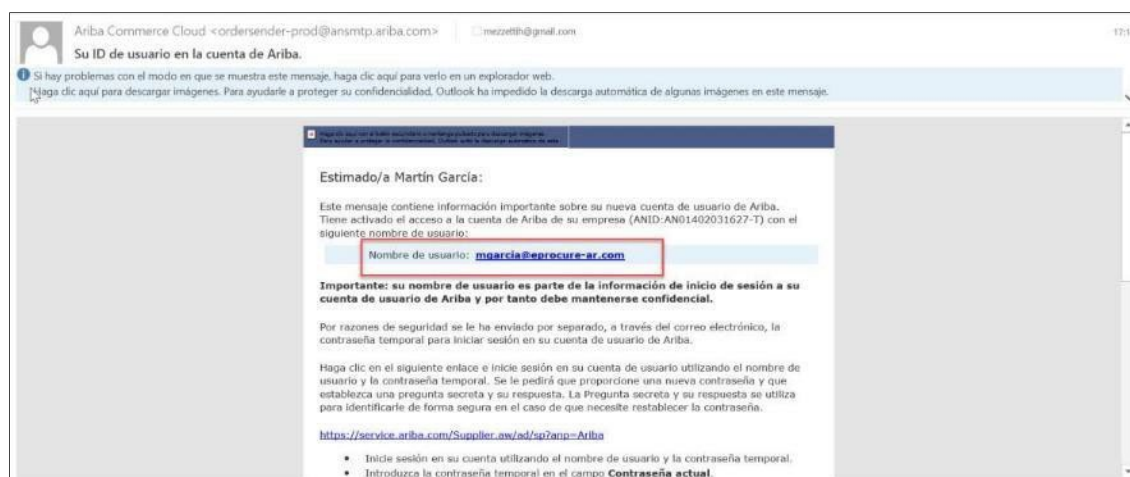 Ariba Commerce Cloud <ordersender-prod@ansmtp.ariba.com> mezzettih@gmail.com 17:1
Su ID de usuario en la cuenta de Ariba.
Si hay problemas con el modo en que se muestra este mensaje, haga clic aquí para verlo en un explorador web.
Haga clic aquí para descargar imágenes. Para ayudarle a proteger su confidencialidad, Outlook ha impedido la descarga automática de algunas imágenes en este mensaje.
Estimado/a Martín García:
Este mensaje contiene información importante sobre su nueva cuenta de usuario de Ariba.
Tiene activado el acceso a la cuenta de Ariba de su empresa (ANID:AN01402031627-T) con el
siguiente nombre de usuario:
Nombre de usuario: mgarcia@eprocure-ar.com
Importante: su nombre de usuario es parte de la información de inicio de sesión a su
cuenta de usuario de Ariba y por tanto debe mantenerse confidencial.
Por razones de seguridad se le ha enviado por separado, a través del correo electrónico, la
contraseña temporal para iniciar sesión en su cuenta de usuario de Ariba.
Haga clic en el siguiente enlace e inicie sesión en su cuenta de usuario utilizando el nombre de
usuario y la contraseña temporal. Se le pedirá que proporcione una nueva contraseña y que
establezca una pregunta secreta y su respuesta. La Pregunta secreta y su respuesta se utiliza
para identificarle de forma segura en el caso de que necesite restablecer la contraseña.
https://service.ariba.com/Supplier.aw/ad/sp?anp=Ariba
• Inicie sesión en su cuenta utilizando el nombre de usuario y la contraseña temporal.
• Introduzca la contraseña temporal en el campo Contraseña actual.